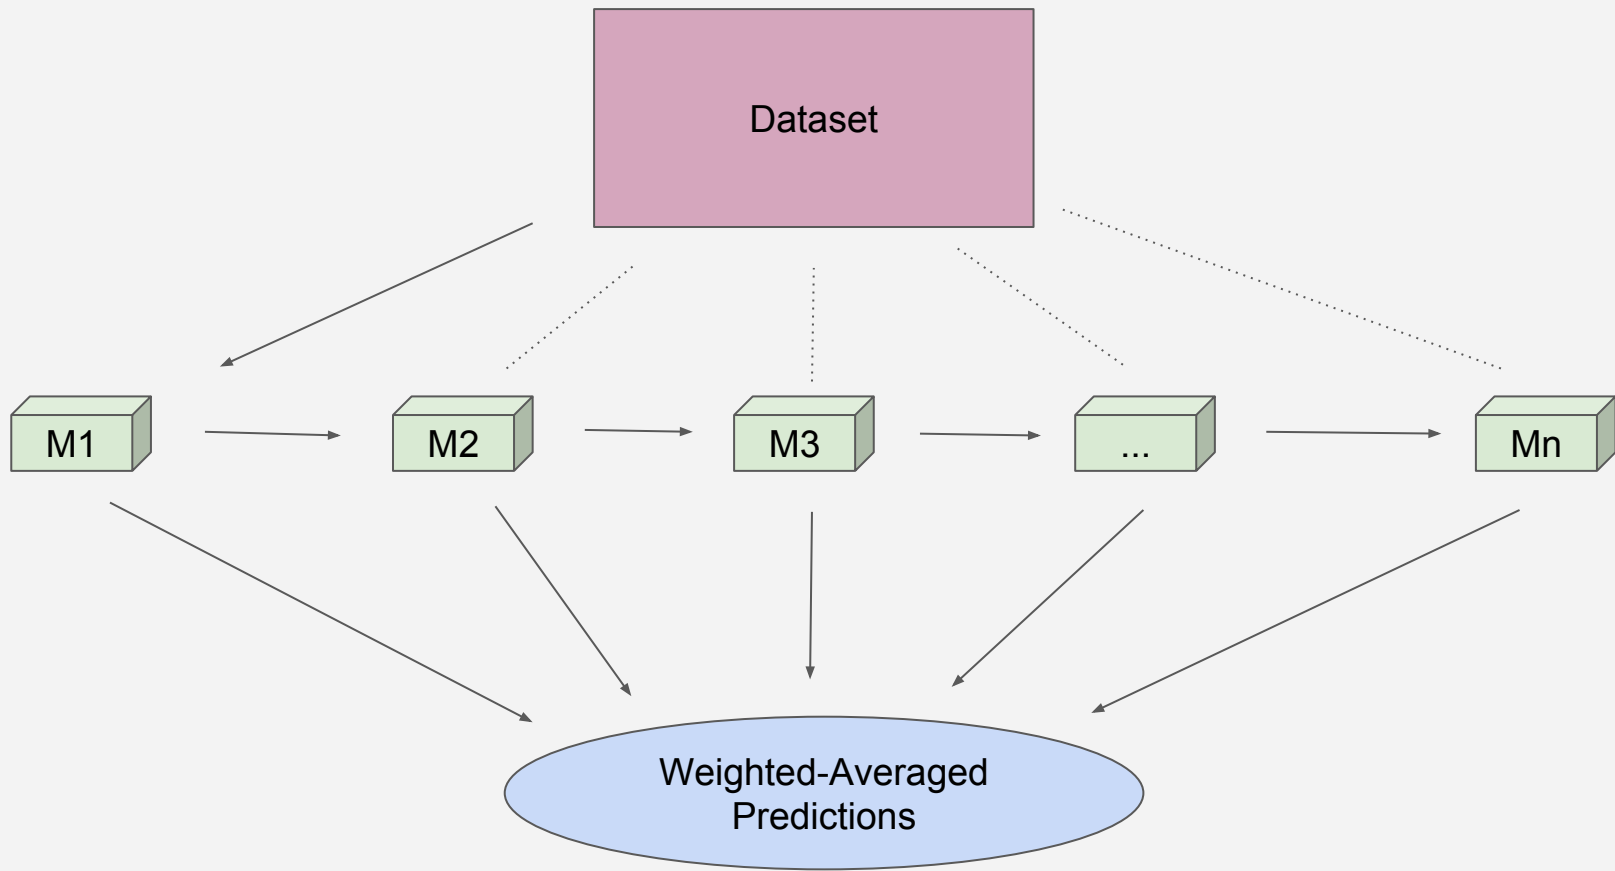 Dataset
M1
M2
M3
...
Mn
Weighted-Averaged
Predictions